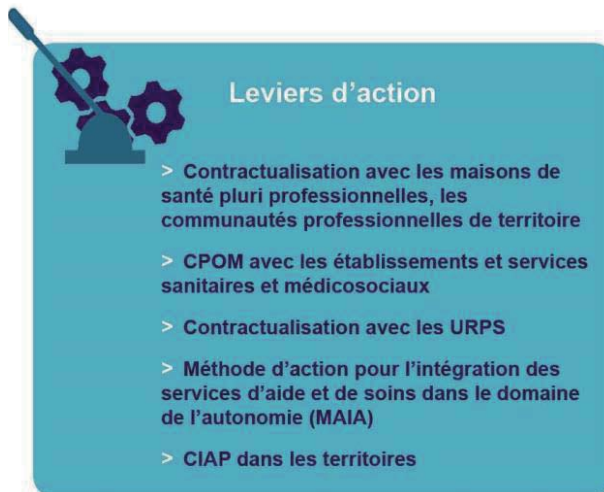 Leviers d’action
> Contractualisation avec les maisons de
santé pluri professionnelles, les
communautés professionnelles de territoire
> CPOM avec les établissements et services
sanitaires et médicosociaux
> Contractualisation avec les URPS
> Méthode d’action pour l’intégration des
services d’aide et de soins dans le domaine
de l’autonomie (MAIA)
> CIAP dans les territoires